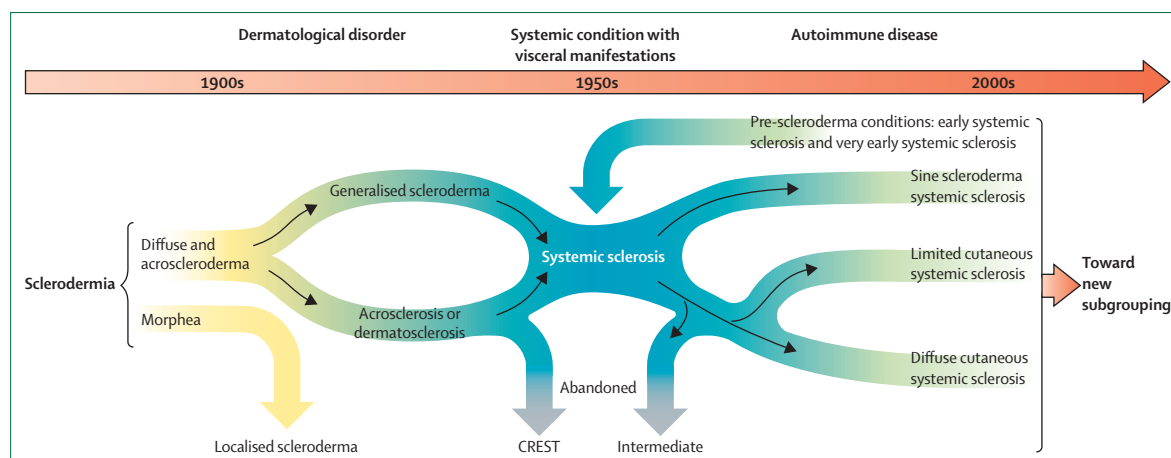 Dermatological disorder
Systemic condition with
visceral manifestations
Autoimmune disease
1900s
1950s
2000s
Pre-scleroderma conditions: early systemic
sclerosis and very early systemic sclerosis
Generalised scleroderma
Sine scleroderma
systemic sclerosis
Sclerodermia
Diffuse and
acroscleroderma
Systemic sclerosis
Limited cutaneous
systemic sclerosis
Toward
new
subgrouping
Morphea
Acrosclerosis or
dermatosclerosis
Diffuse cutaneous
systemic sclerosis
Abandoned
Localised scleroderma
CREST
Intermediate